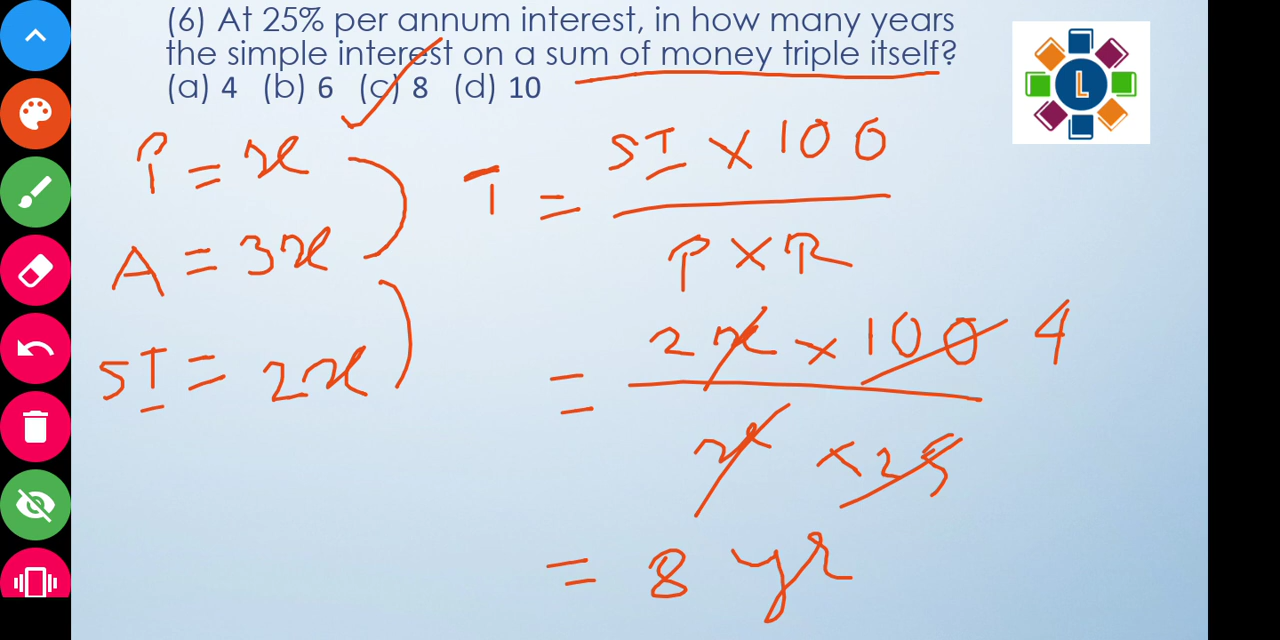 (6) At 25% per annum interest, in how many years
the simple interest on a sum of money triple itself?
(a) 4 (b) 6 (c) 8 (d) 10
L
P = x
A = 3x
SI = 2x
T = SI × 100
P × R
= 2x × 100 4
x × 25
= 8 yr